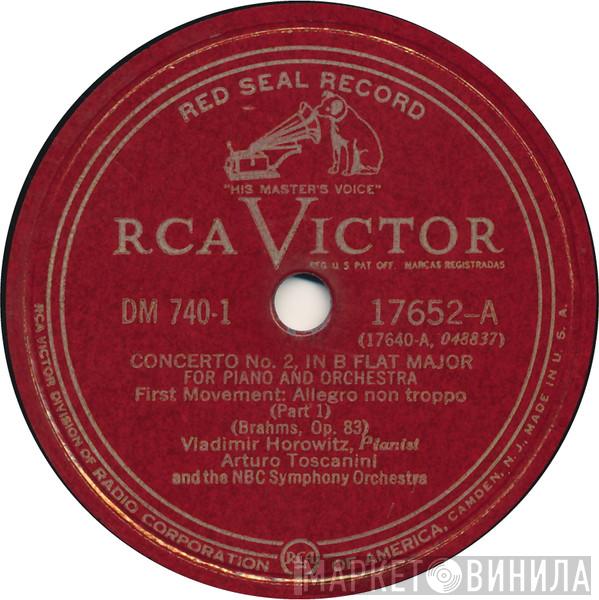 RED SEAL RECORD
"HIS MASTER'S VOICE"
RCA VICTOR
REG. U S PAT OFF. MARCAS REGISTRADAS
DM 740-1 17652-A
(17640-A, 048837)
CONCERTO No. 2, IN B FLAT MAJOR
FOR PIANO AND ORCHESTRA
First Movement: Allegro non troppo
(Part 1)
(Brahms, Op. 83)
Vladimir Horowitz, Pianist
Arturo Toscanini
and the NBC Symphony Orchestra
RCA VICTOR DIVISION OF RADIO CORPORATION OF AMERICA, CAMDEN, N. J., MADE IN U. S. A.
RCA
МАРКЕТ ВИНИЛА